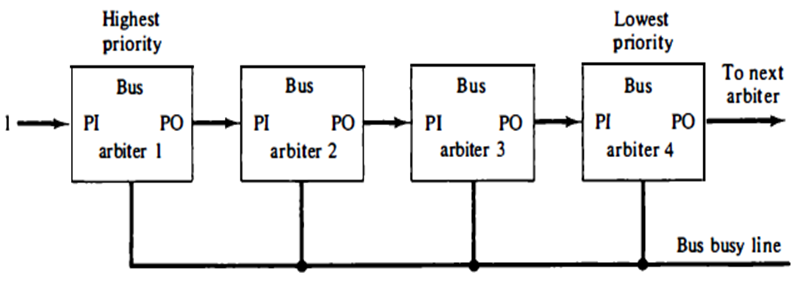 Highest
priority
Lowest
priority
Bus
Bus
Bus
Bus
To next
arbiter
1
PI PO
PI PO
PI PO
PI PO
arbiter 1
arbiter 2
arbiter 3
arbiter 4
Bus busy line